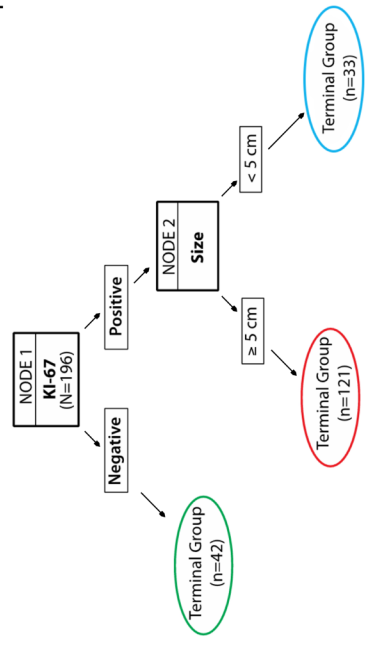 NODE 1
KI-67
(N=196)
Negative
Positive
Terminal Group
(n=42)
NODE 2
Size
≥ 5 cm
< 5 cm
Terminal Group
(n=121)
Terminal Group
(n=33)